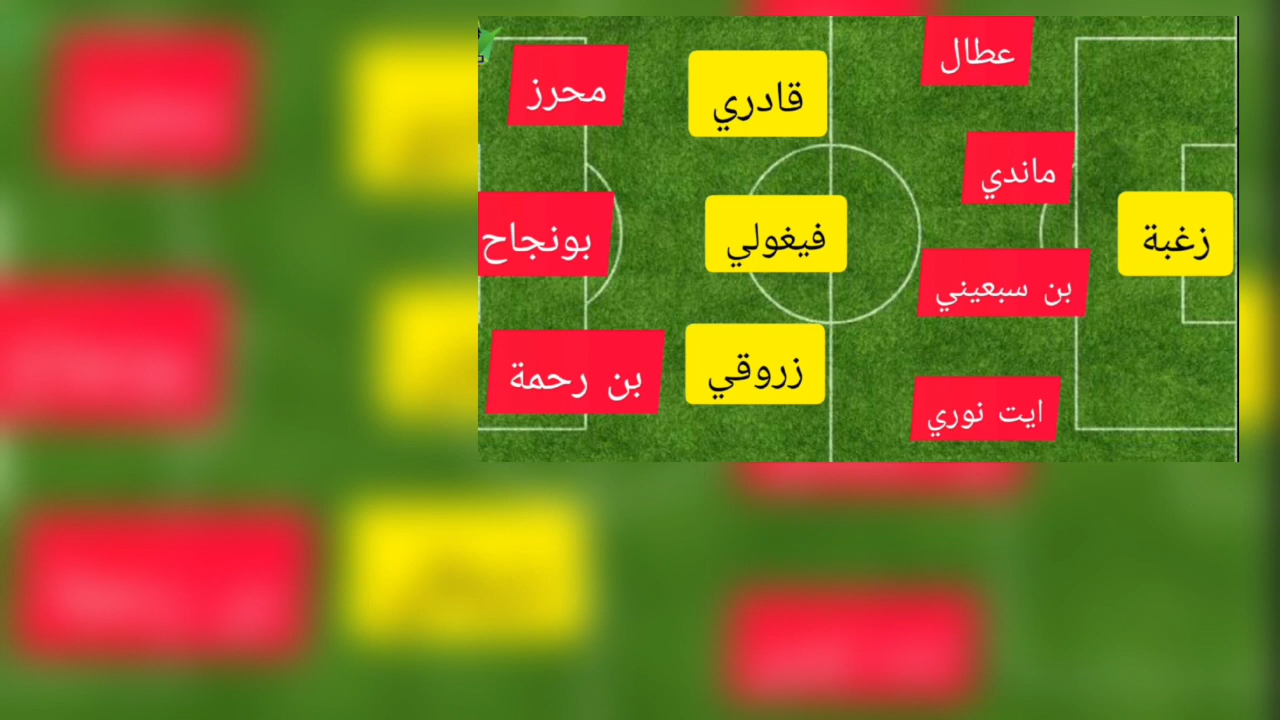 عطال
محرز
قادري
ماندي
زغبة
بن سبعيني
فيغولي
بونجاح
ايت نوري
زروقي
بن رحمة